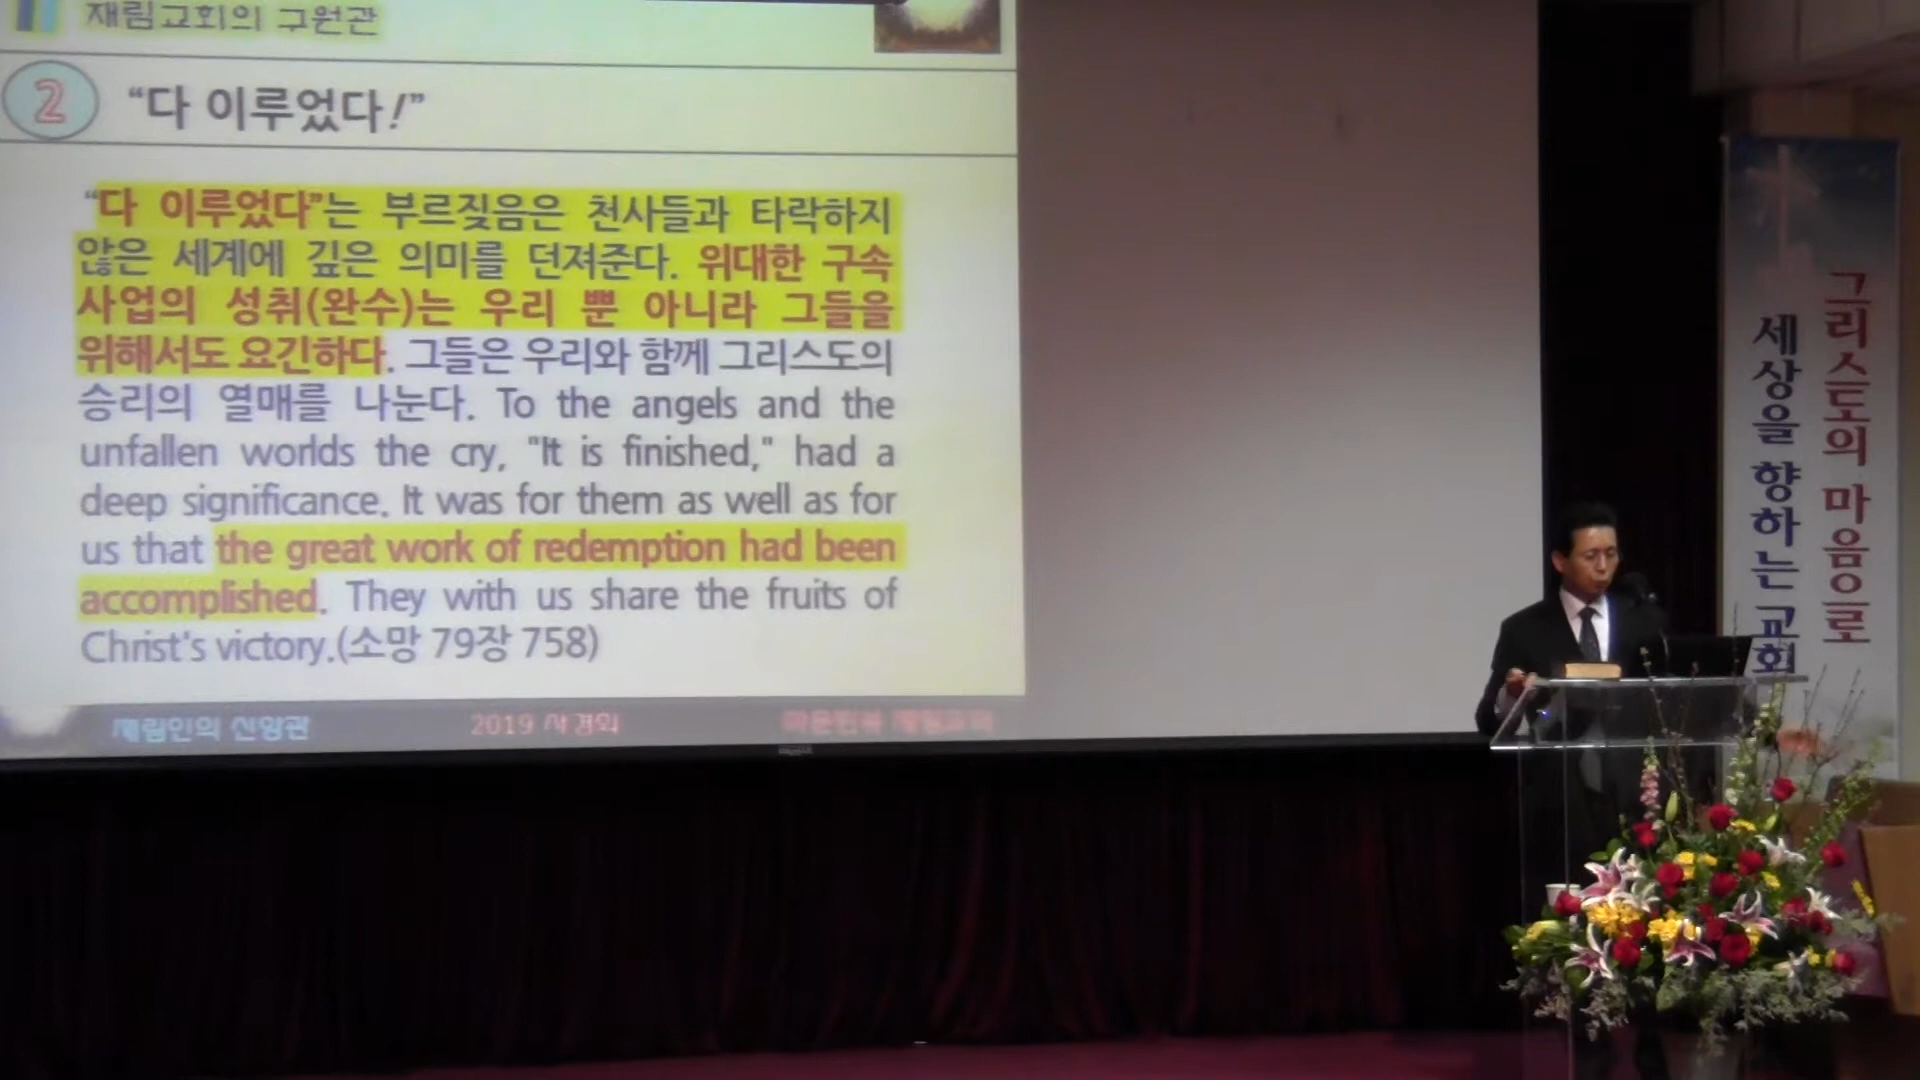 재림교회의 구원관
2
“다 이루었다!”
“다 이루었다”는 부르짖음은 천사들과 타락하지
않은 세계에 깊은 의미를 던져준다. 위대한 구속
사업의 성취(완수)는 우리 뿐 아니라 그들을
위해서도 요긴하다. 그들은 우리와 함께 그리스도의
승리의 열매를 나눈다. To the angels and the
unfallen worlds the cry, "It is finished," had a
deep significance. It was for them as well as for
us that the great work of redemption had been
accomplished. They with us share the fruits of
Christ's victory.(소망 79장 758)
재림인의 신앙관
2019 사경회
그리스도의 마음으로
세상을 향하는 교회